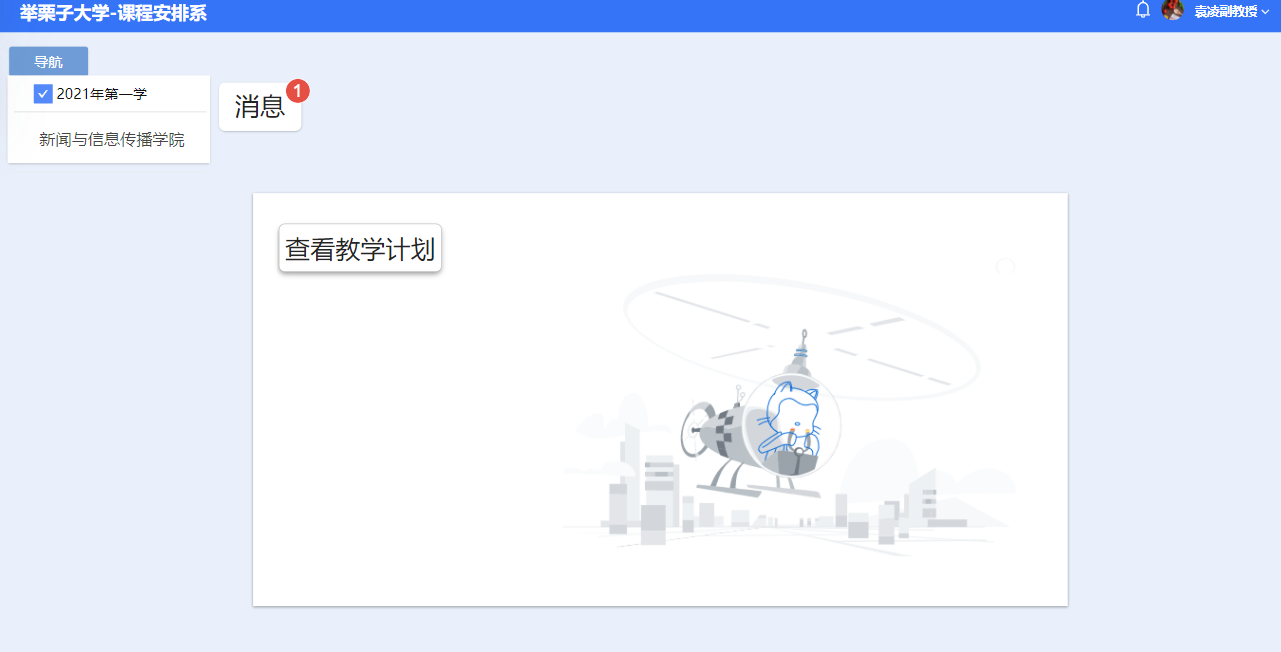 举栗子大学-课程安排系
袁凌副教授
导航
2021年第一学
新闻与信息传播学院
消息
1
查看教学计划